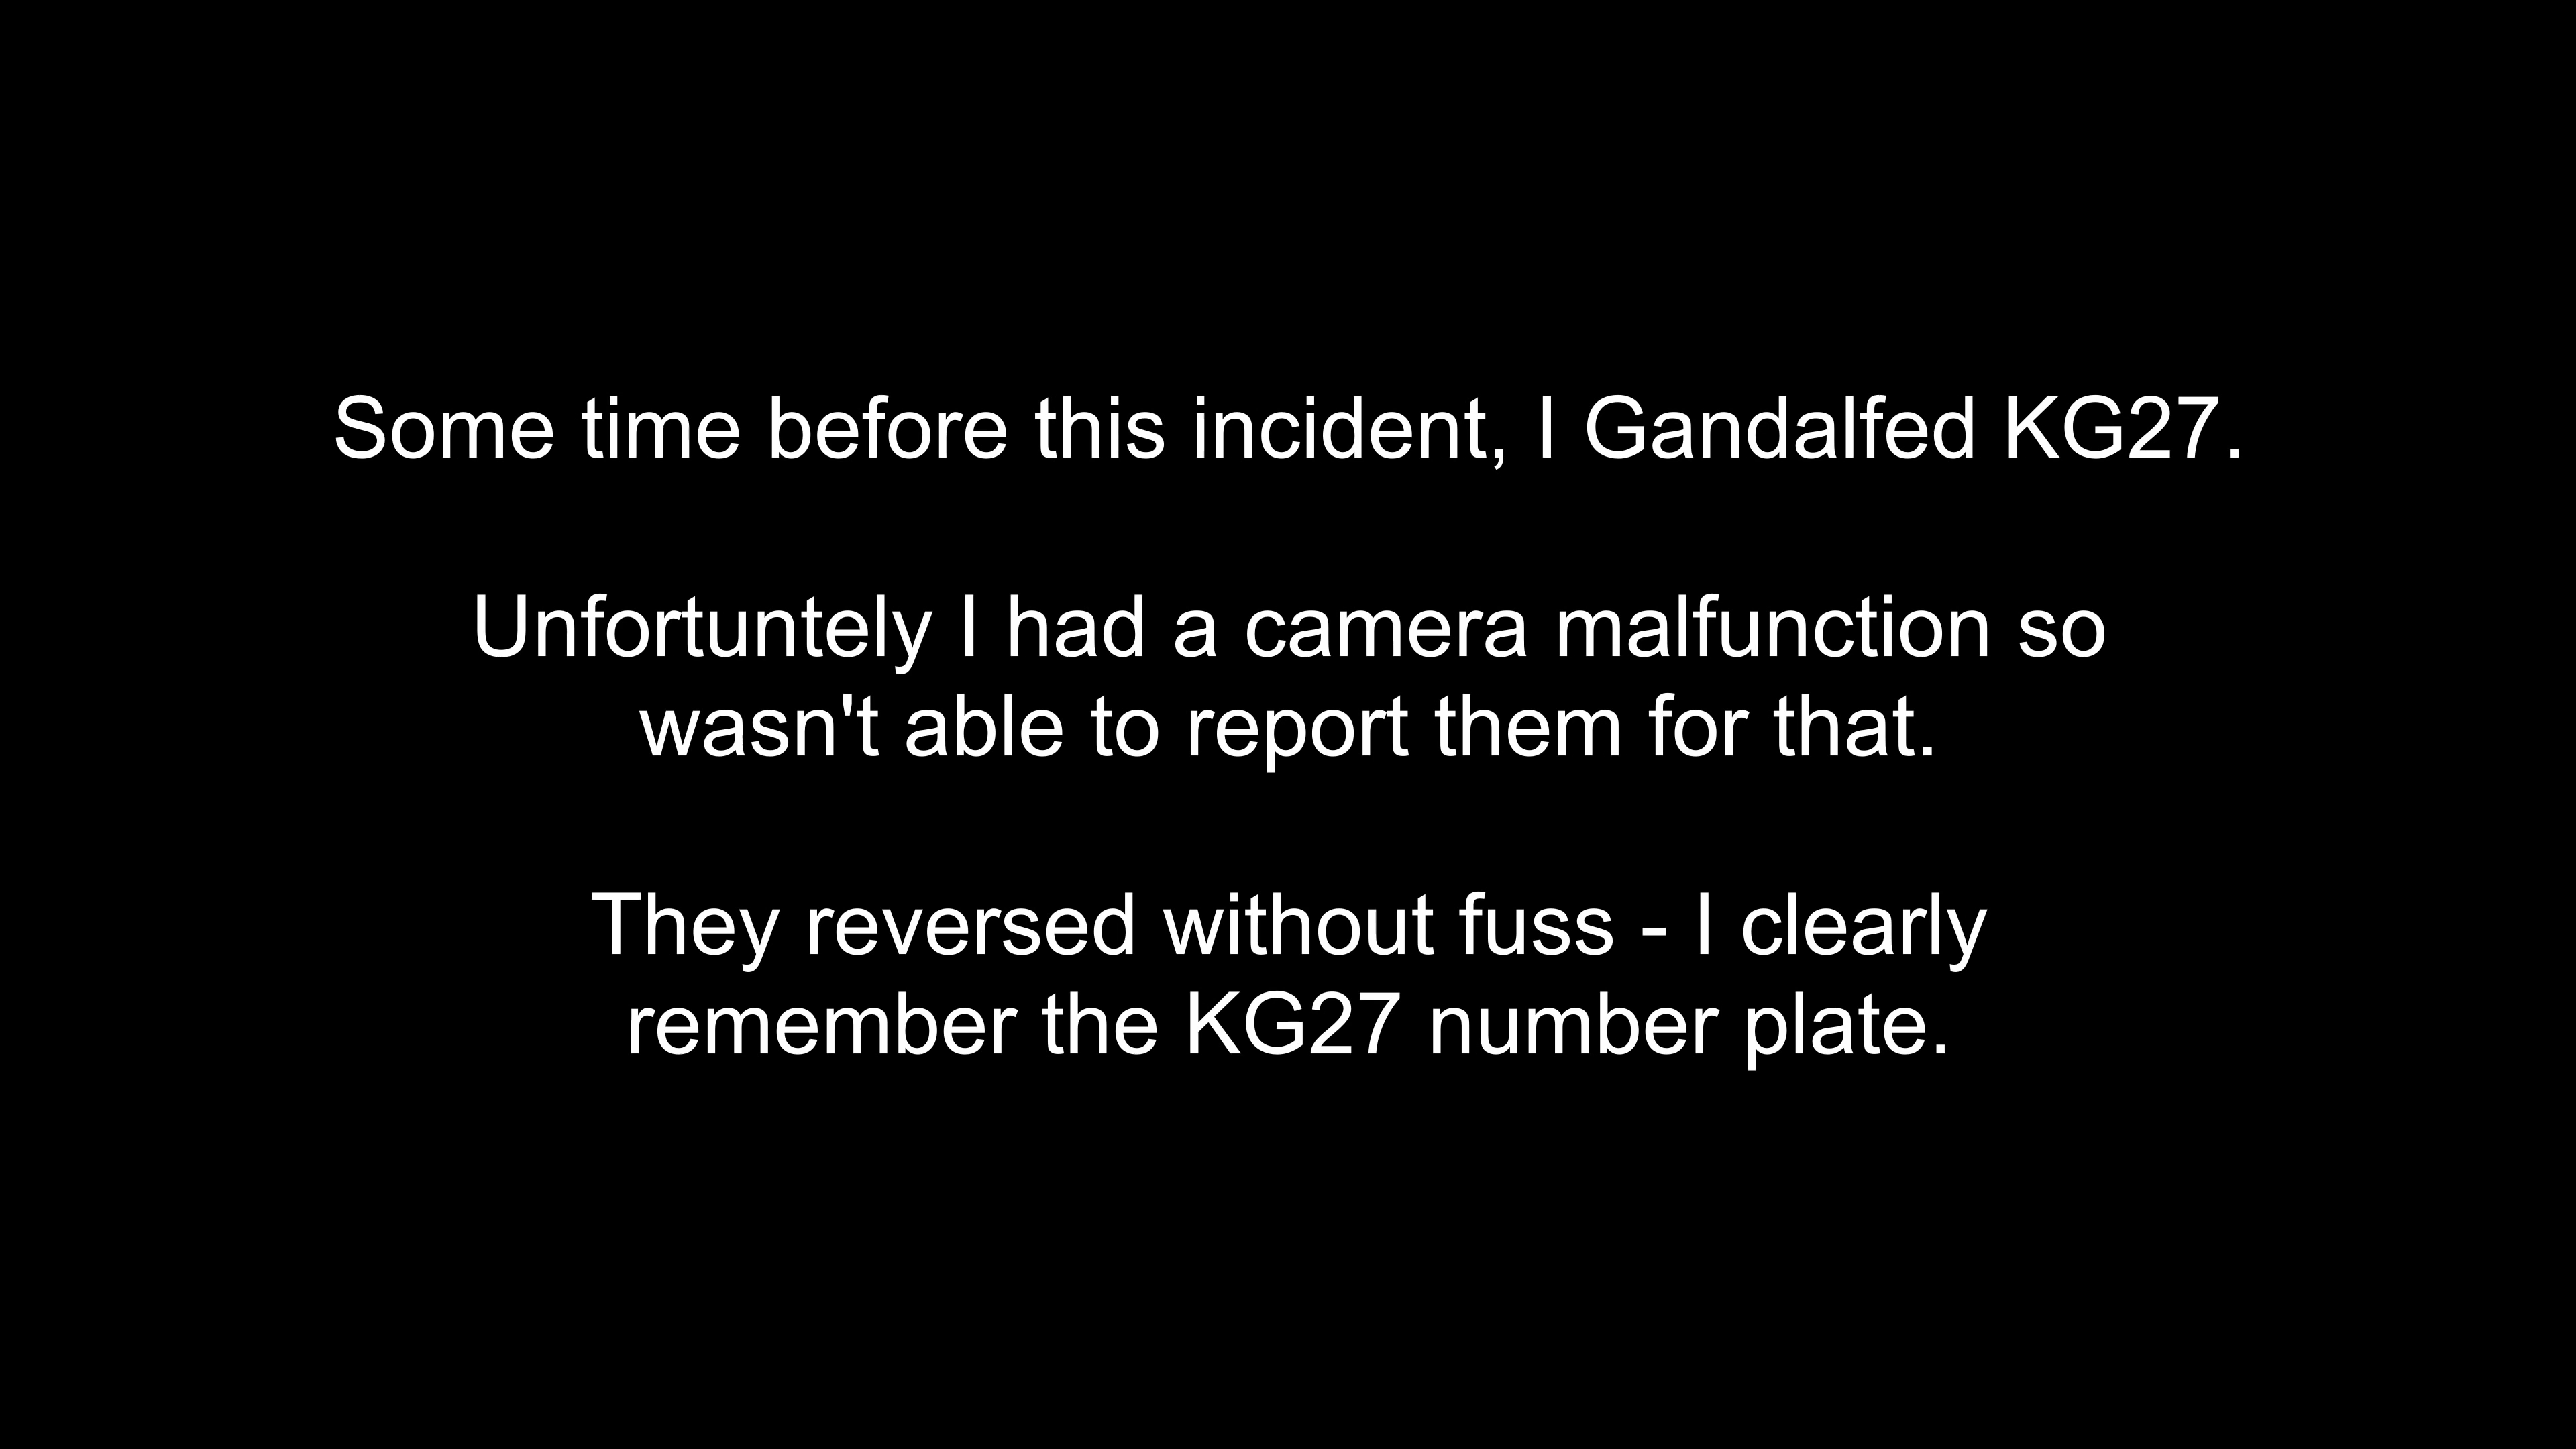 Some time before this incident, I Gandalfed KG27.
Unfortuntely I had a camera malfunction so
wasn't able to report them for that.
They reversed without fuss - I clearly
remember the KG27 number plate.